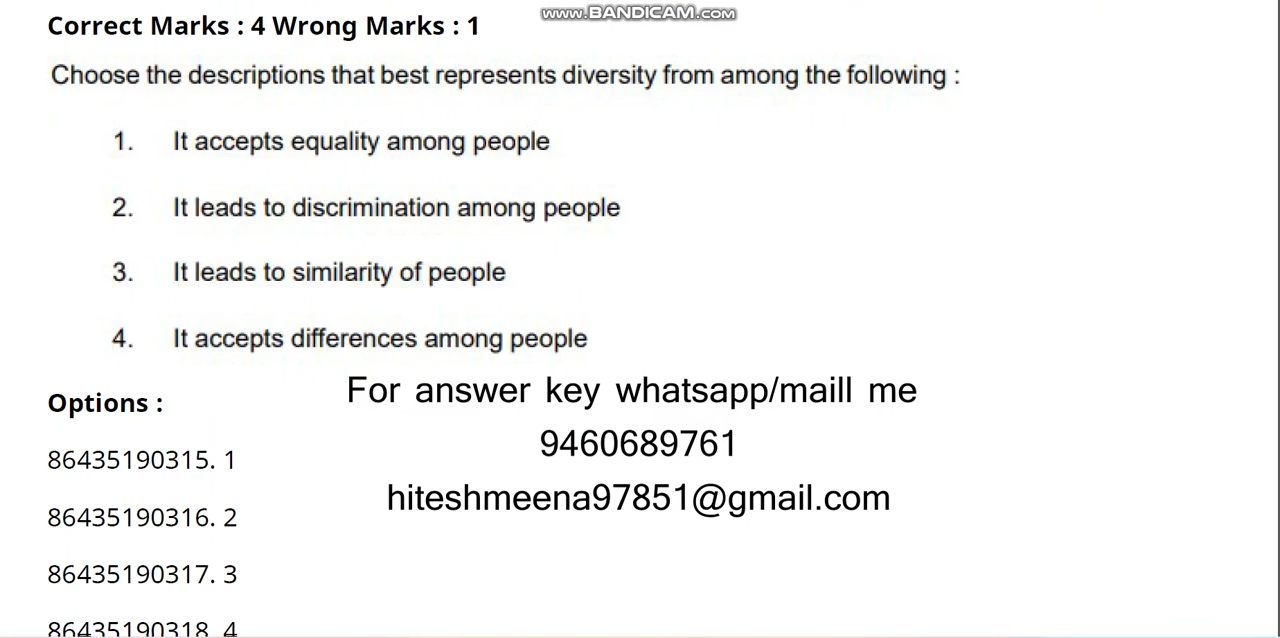 www.BANDICAM.com
Correct Marks : 4 Wrong Marks : 1
Choose the descriptions that best represents diversity from among the following :
1. It accepts equality among people
2. It leads to discrimination among people
3. It leads to similarity of people
4. It accepts differences among people
For answer key whatsapp/maill me
Options :
9460689761
86435190315. 1
hiteshmeena97851@gmail.com
86435190316. 2
86435190317. 3
86435190318. 4